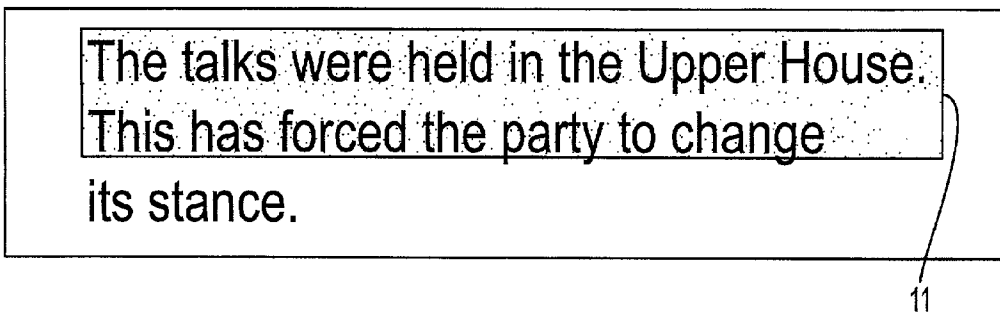 The talks were held in the Upper House.
This has forced the party to change
its stance.
11